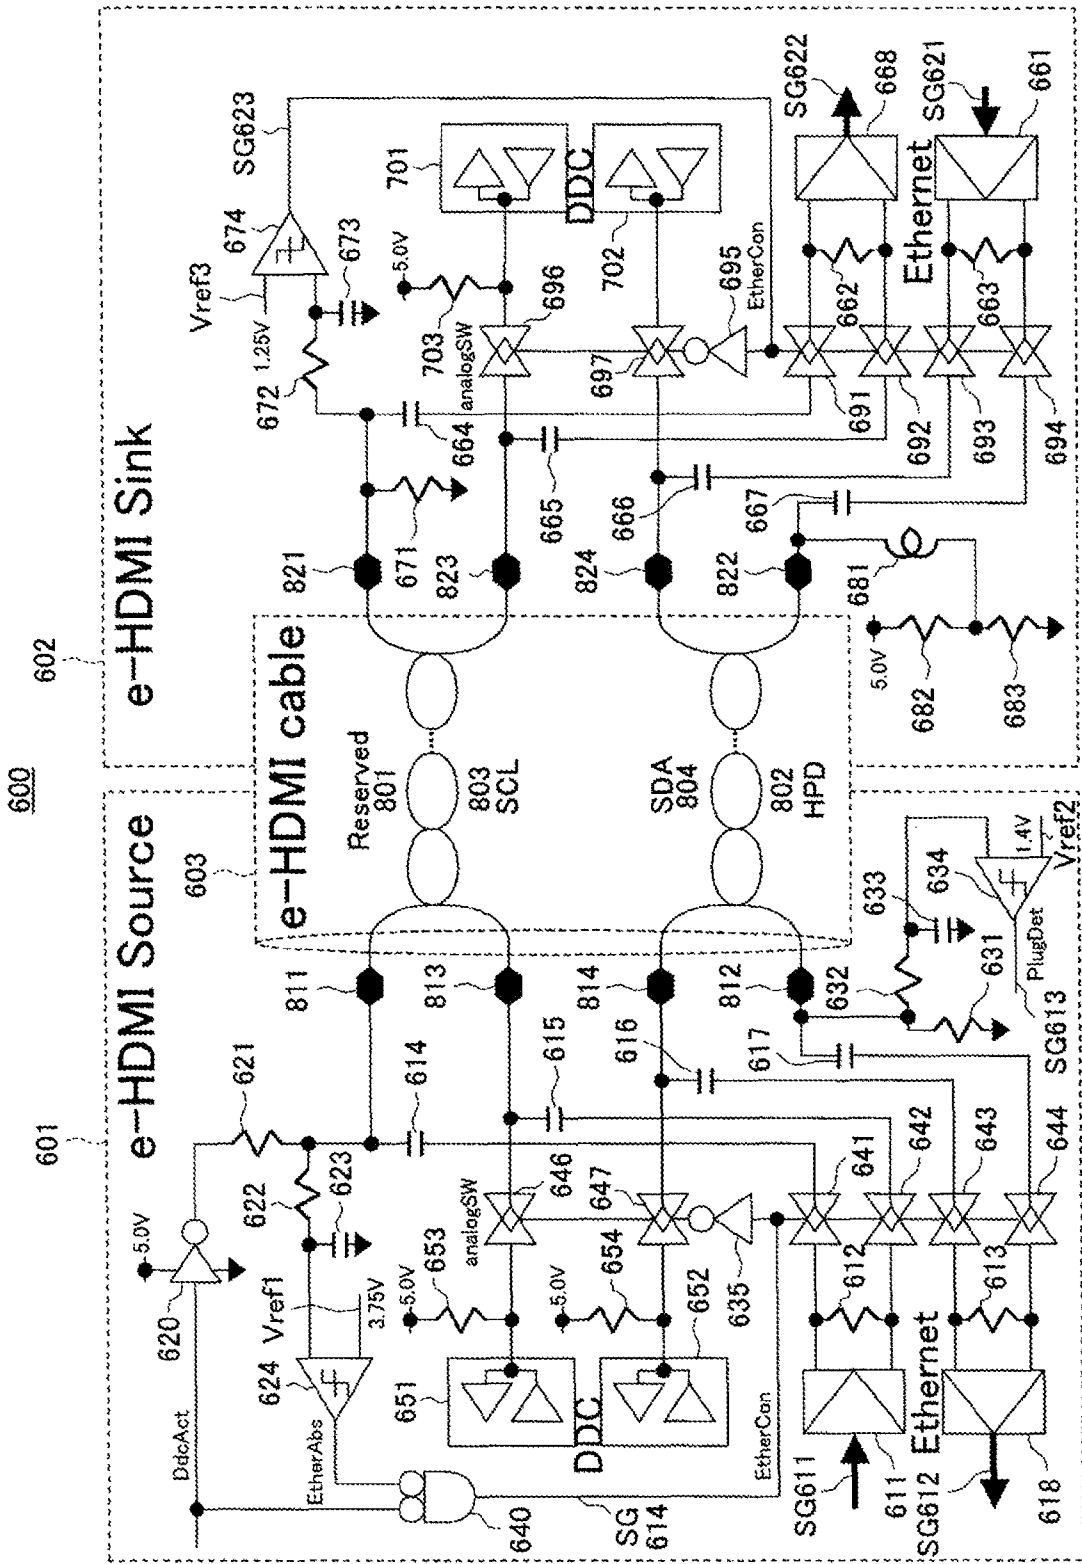 600
601
e-HDMI Source
602
e-HDMI Sink
603
e-HDMI cable
DdcAct
620
5.0V
621
622
623
Vref1
3.75V
624
EtherAbs
640
SG
614
811
614
813
615
814
616
812
617
5.0V
653
analogSW
646
5.0V
654
647
651
DDC
652
635
EtherCon
SG611
611
612
641
642
Ethernet
SG612
618
613
643
644
632
633
634
631
1.4V
Vref2
PlugDet
SG613
Reserved
801
803
SCL
SDA
804
802
HPD
821
671
823
824
822
Vref3
1.25V
672
673
674
SG623
664
665
666
667
5.0V
703
analogSW
696
697
701
DDC
702
695
EtherCon
SG622
668
662
691
692
Ethernet
SG621
661
663
693
694
5.0V
681
682
683